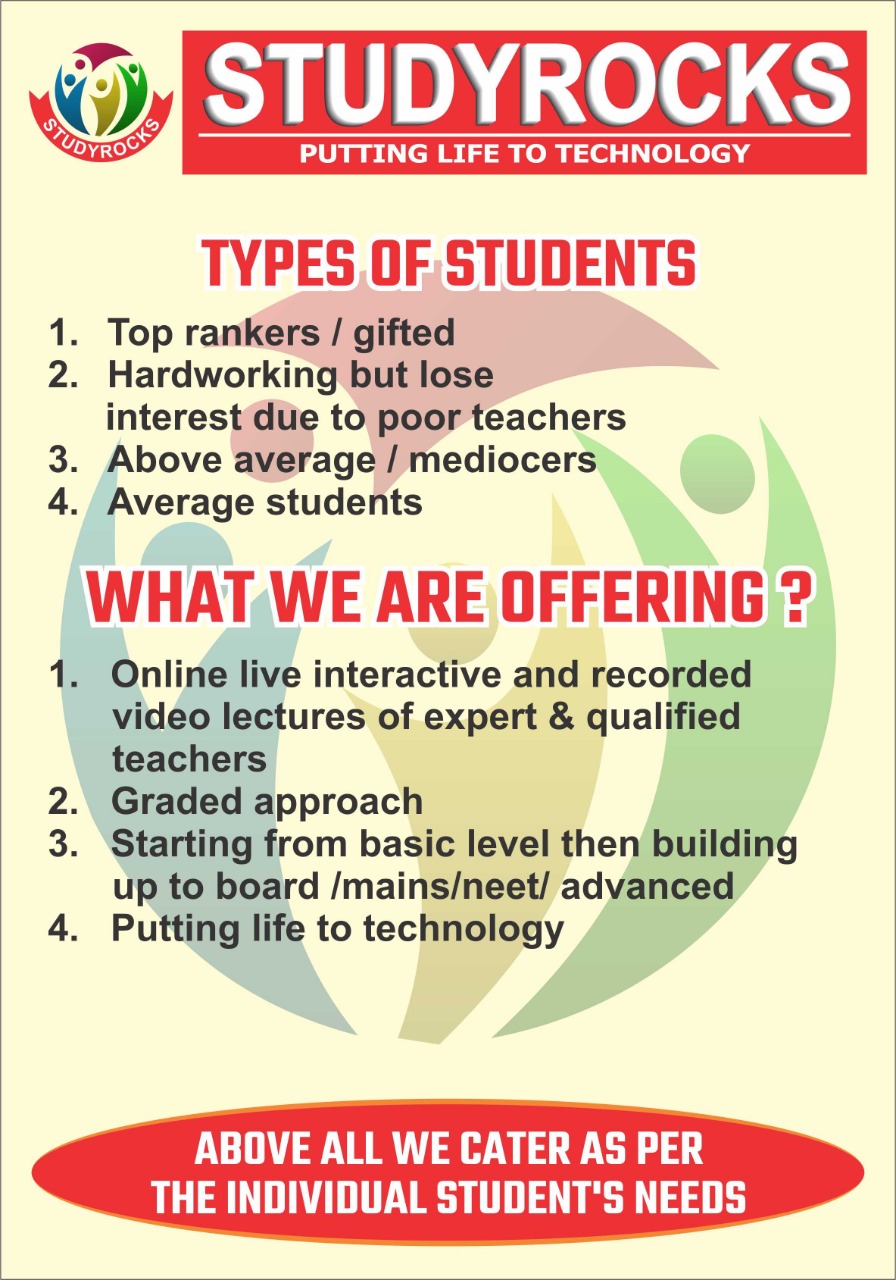 STUDYROCKS
STUDYROCKS
PUTTING LIFE TO TECHNOLOGY
TYPES OF STUDENTS
1. Top rankers / gifted
2. Hardworking but lose
interest due to poor teachers
3. Above average / mediocers
4. Average students
WHAT WE ARE OFFERING ?
1. Online live interactive and recorded
video lectures of expert & qualified
teachers
2. Graded approach
3. Starting from basic level then building
up to board /mains/neet/ advanced
4. Putting life to technology
ABOVE ALL WE CATER AS PER
THE INDIVIDUAL STUDENT'S NEEDS